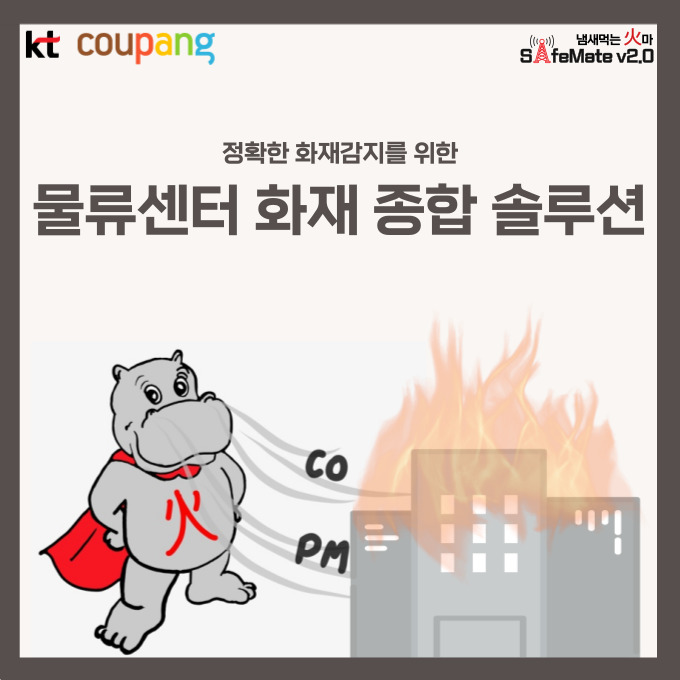 kt coupang
냄새먹는 火마
SAfeMate v2.0
정확한 화재감지를 위한
물류센터 화재 종합 솔루션
CO
火
PM